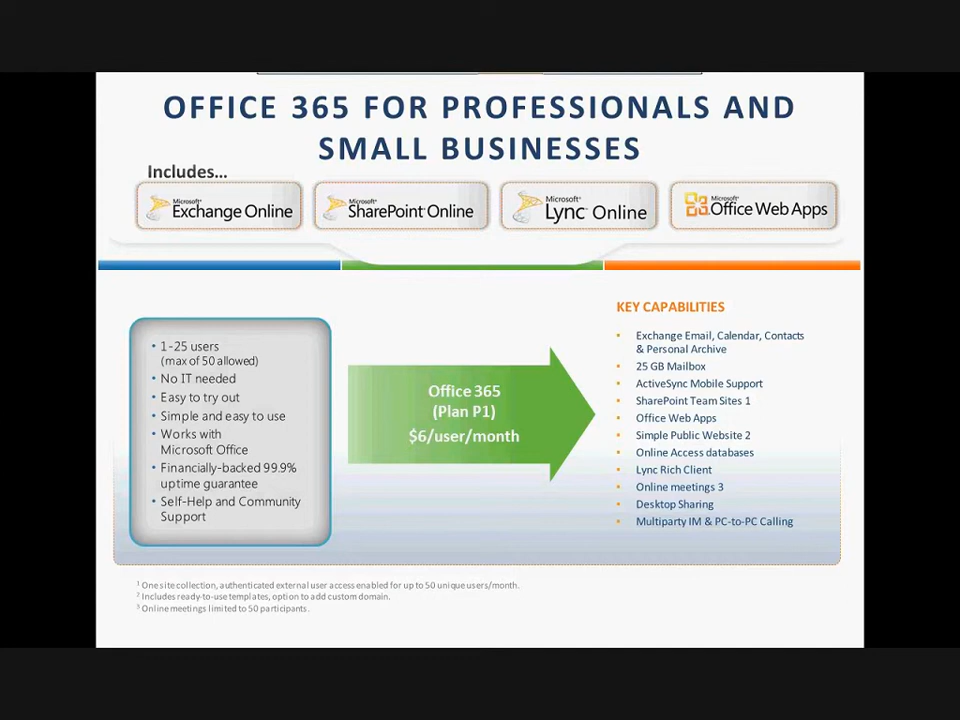 OFFICE 365 FOR PROFESSIONALS AND
SMALL BUSINESSES
Includes...
Microsoft®
Exchange Online
Microsoft®
SharePoint® Online
Microsoft®
Lync™ Online
Microsoft®
Office Web Apps
• 1-25 users
(max of 50 allowed)
• No IT needed
• Easy to try out
• Simple and easy to use
• Works with
Microsoft Office
• Financially-backed 99.9%
uptime guarantee
• Self-Help and Community
Support
Office 365
(Plan P1)
$6/user/month
KEY CAPABILITIES
▪ Exchange Email, Calendar, Contacts
& Personal Archive
▪ 25 GB Mailbox
▪ ActiveSync Mobile Support
▪ SharePoint Team Sites 1
▪ Office Web Apps
▪ Simple Public Website 2
▪ Online Access databases
▪ Lync Rich Client
▪ Online meetings 3
▪ Desktop Sharing
▪ Multiparty IM & PC-to-PC Calling
1 One site collection, authenticated external user access enabled for up to 50 unique users/month.
2 Includes ready-to-use templates, option to add custom domain.
3 Online meetings limited to 50 participants.